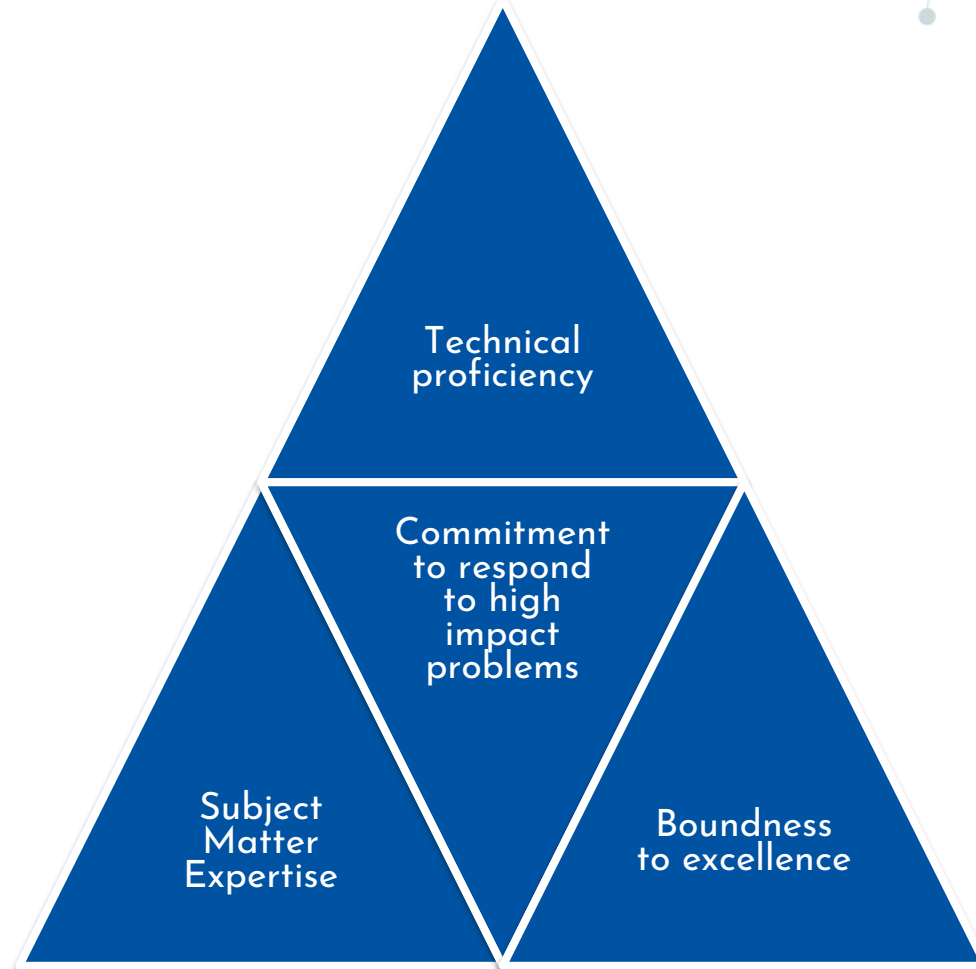 Technical
proficiency
Commitment
to respond
to high
impact
problems
Subject
Matter
Expertise
Boundness
to excellence